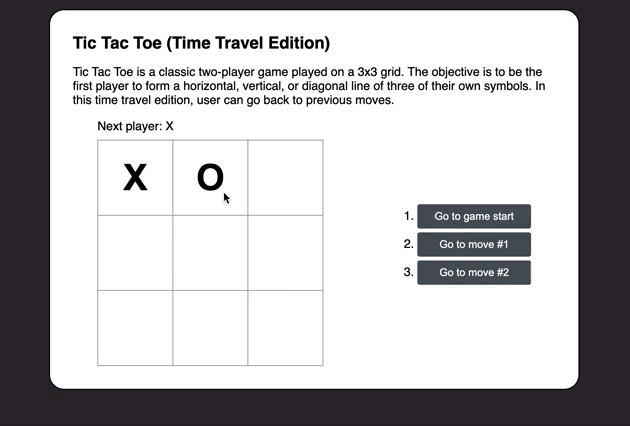 Tic Tac Toe (Time Travel Edition)
Tic Tac Toe is a classic two-player game played on a 3x3 grid. The objective is to be the
first player to form a horizontal, vertical, or diagonal line of three of their own symbols. In
this time travel edition, user can go back to previous moves.
Next player: X
X O
1. Go to game start
2. Go to move #1
3. Go to move #2